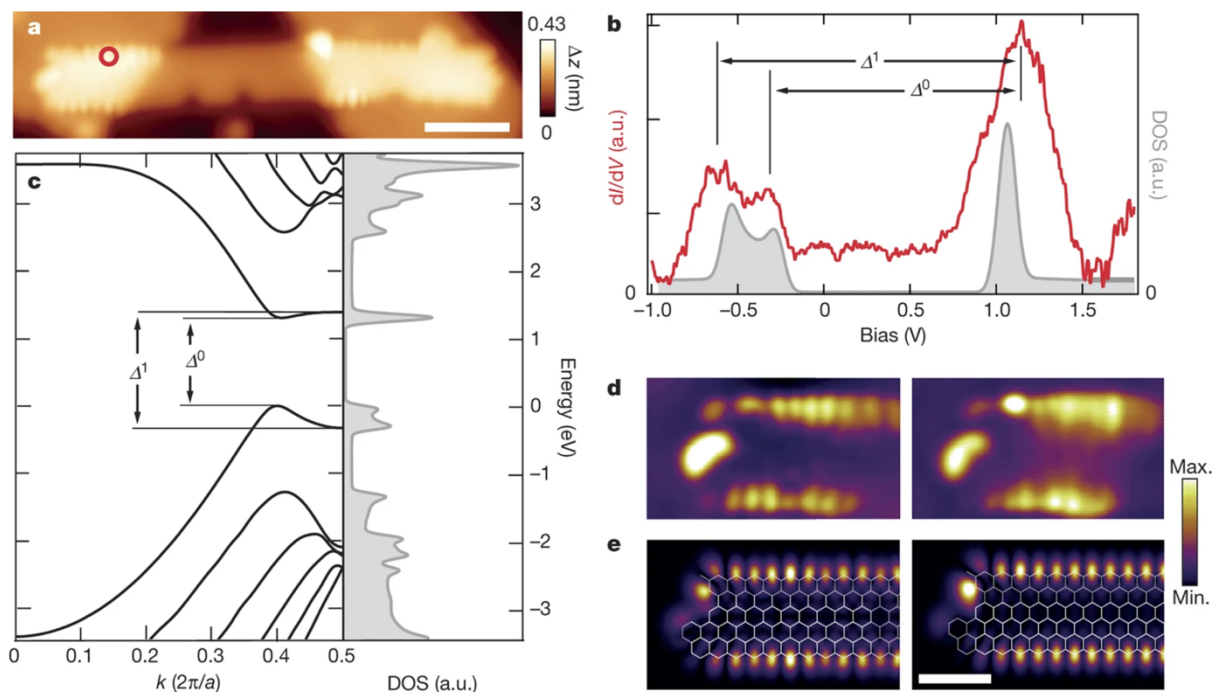 a
0.43
Δz (nm)
0
b
Δ¹
Δ⁰
dI/dV (a.u.)
DOS (a.u.)
0
0
−1.0 −0.5 0 0.5 1.0 1.5
Bias (V)
c
3
2
1
0
−1
−2
−3
Δ¹
Δ⁰
Energy (eV)
0 0.1 0.2 0.3 0.4 0.5
k (2π/a)
DOS (a.u.)
d
Max.
Min.
e